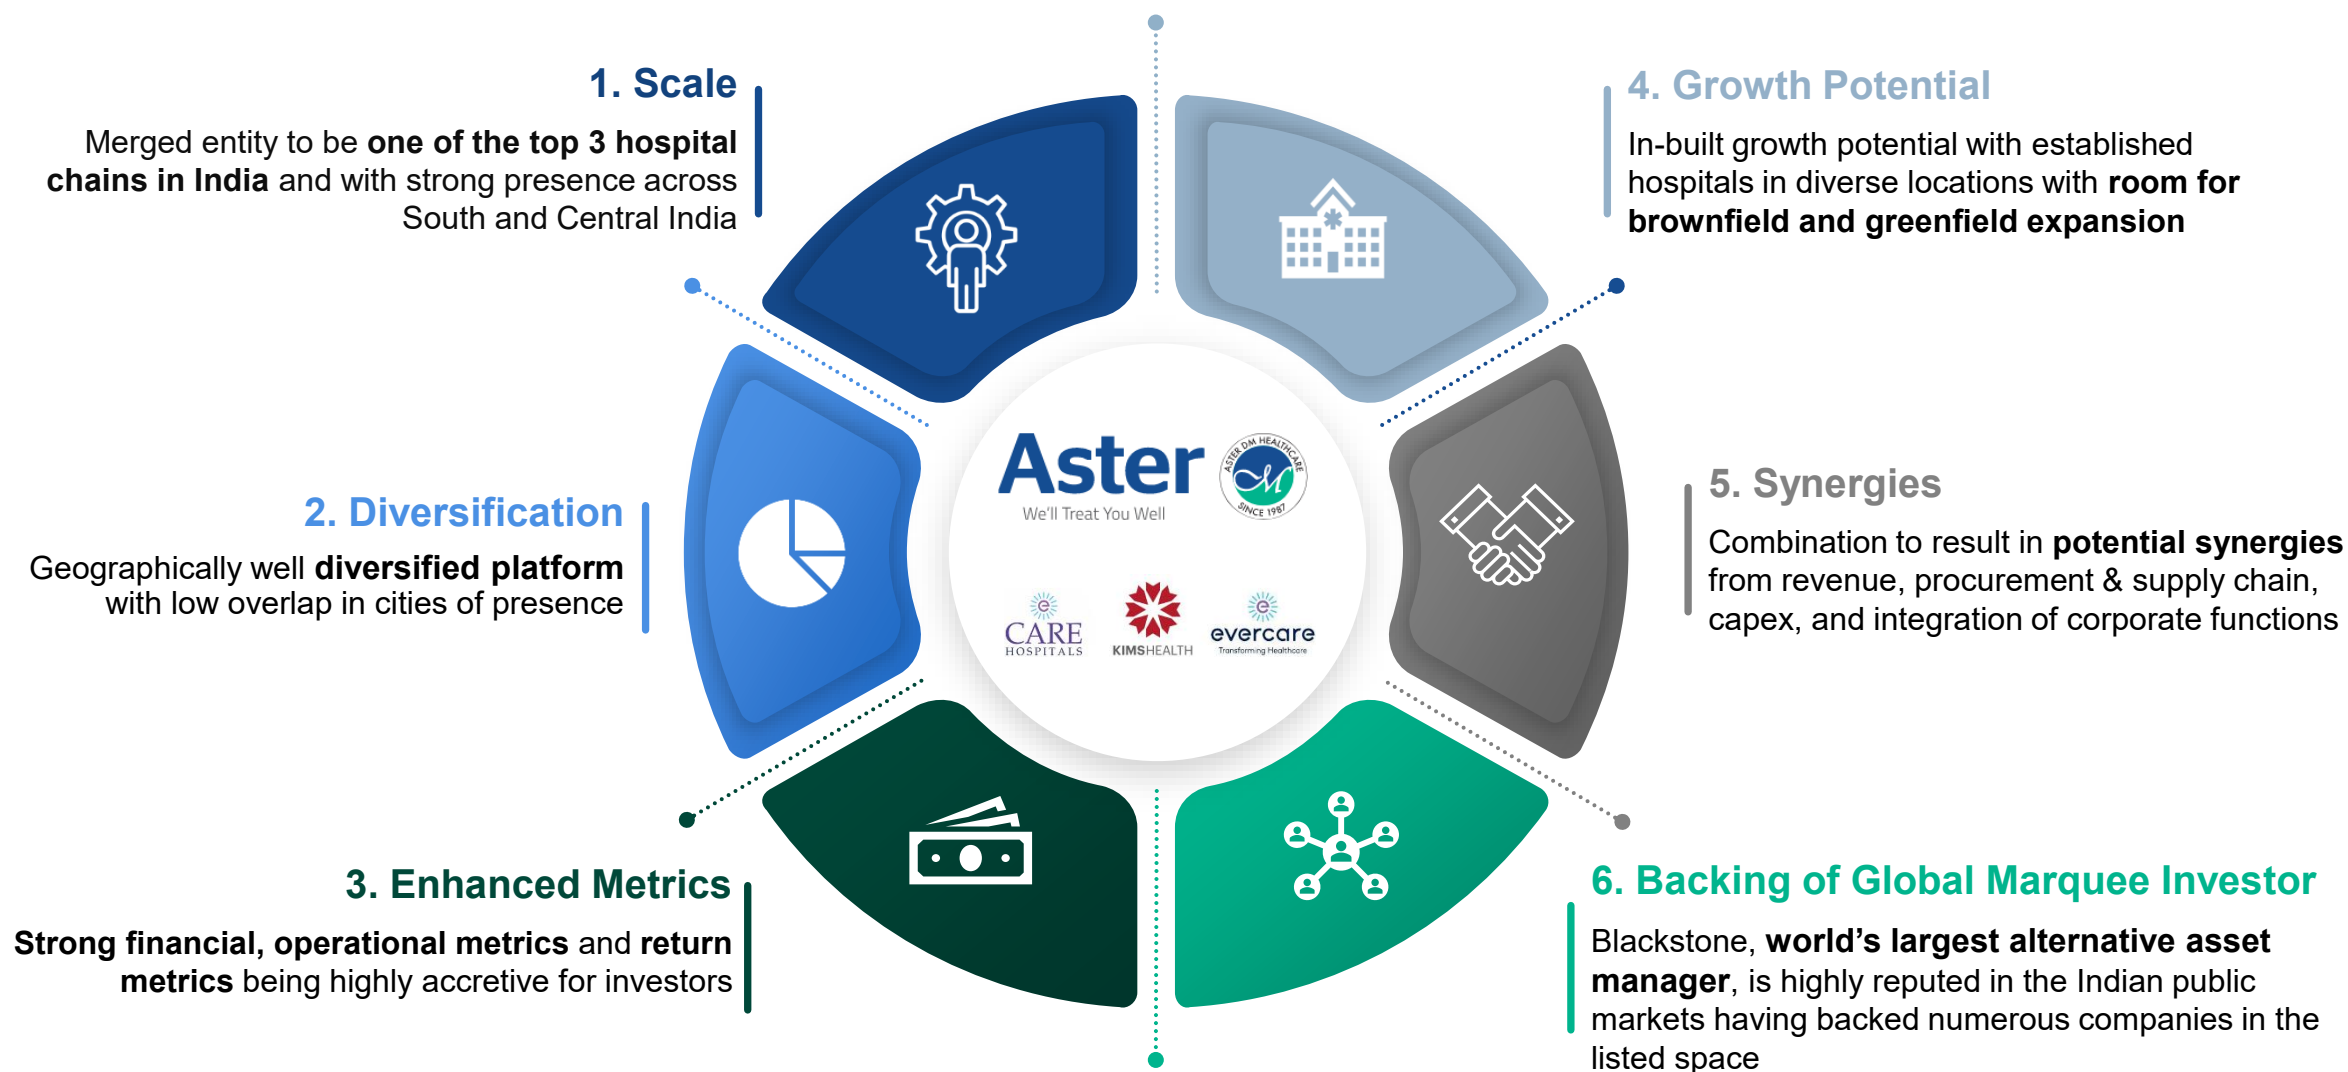 1. Scale
Merged entity to be one of the top 3 hospital
chains in India and with strong presence across
South and Central India
2. Diversification
Geographically well diversified platform
with low overlap in cities of presence
3. Enhanced Metrics
Strong financial, operational metrics and return
metrics being highly accretive for investors
Aster
We'll Treat You Well
ASTER DM HEALTHCARE
M
SINCE 1987
e
CARE
HOSPITALS
KIMSHEALTH
e
evercare
Transforming Healthcare
4. Growth Potential
In-built growth potential with established
hospitals in diverse locations with room for
brownfield and greenfield expansion
5. Synergies
Combination to result in potential synergies
from revenue, procurement & supply chain,
capex, and integration of corporate functions
6. Backing of Global Marquee Investor
Blackstone, world’s largest alternative asset
manager, is highly reputed in the Indian public
markets having backed numerous companies in the
listed space